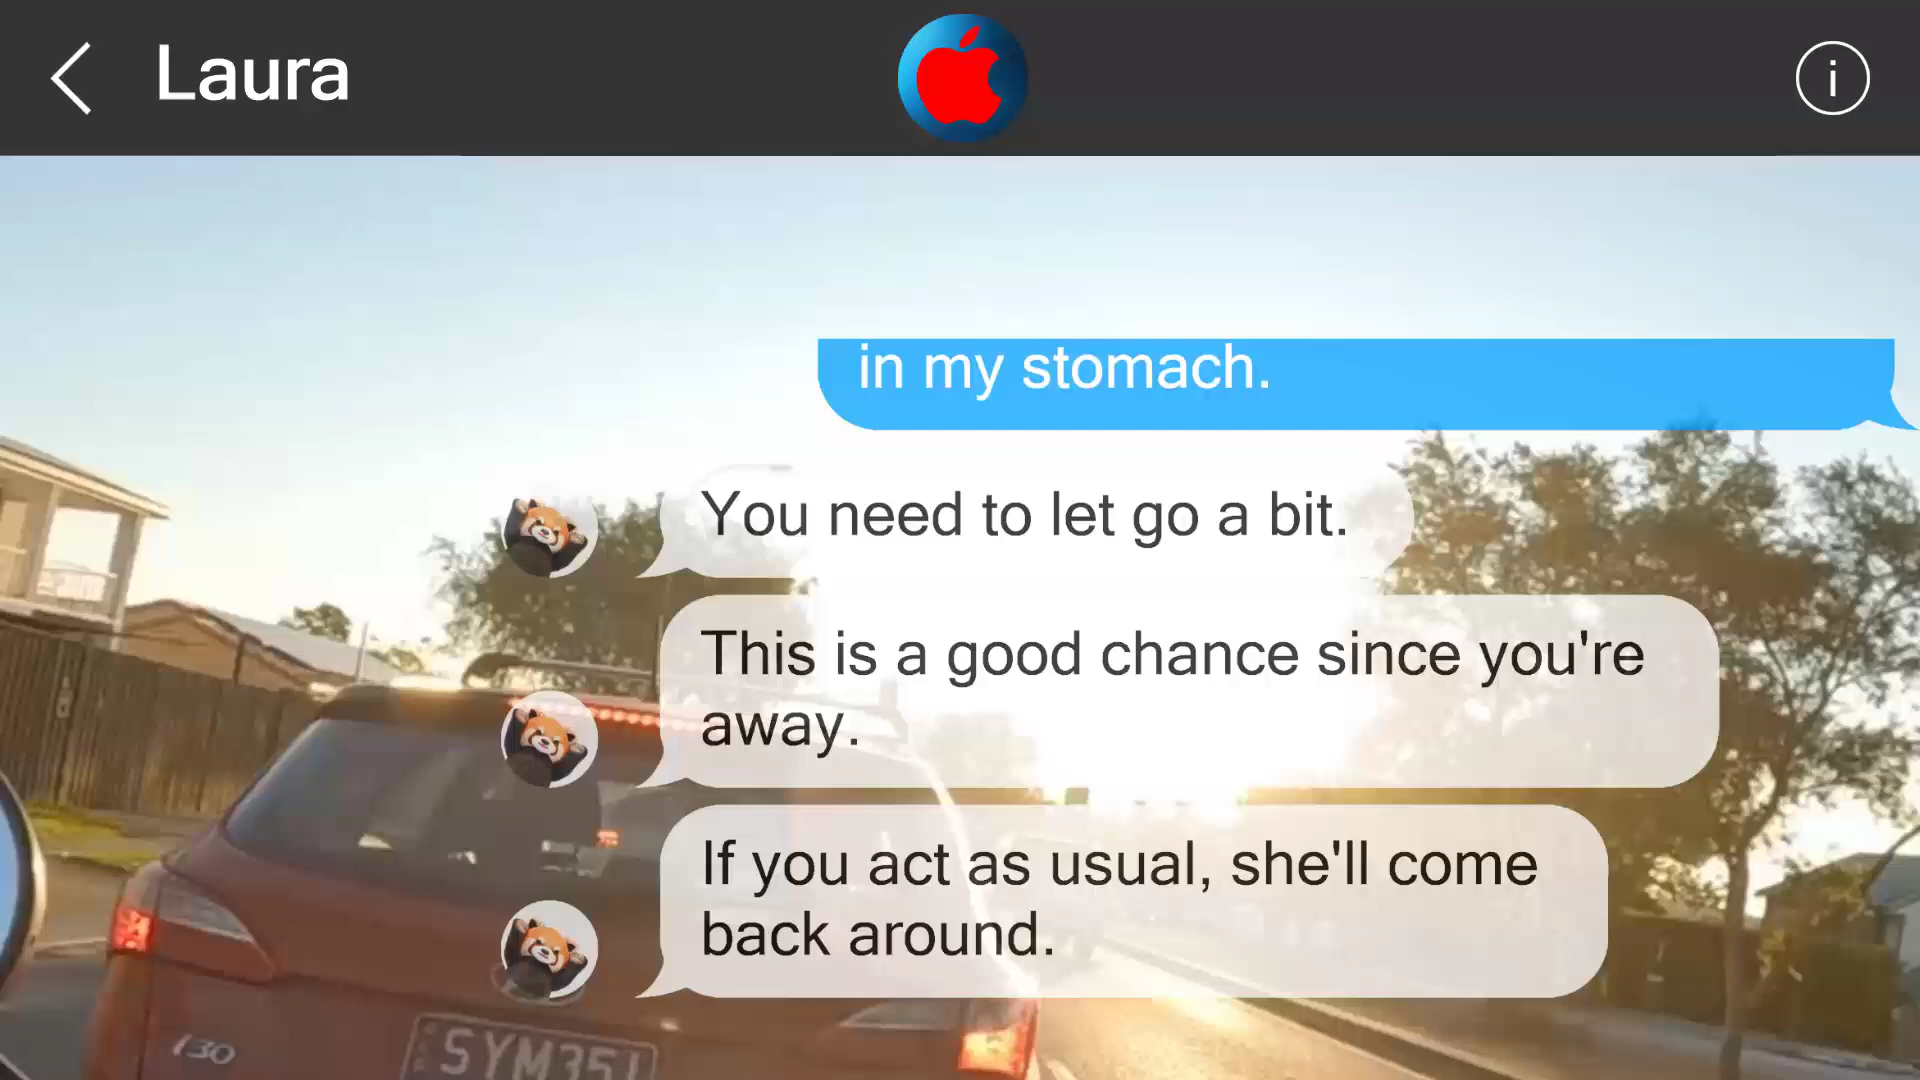 Laura
i
in my stomach.
You need to let go a bit.
This is a good chance since you're
away.
If you act as usual, she'll come
back around.
i30
SYM35